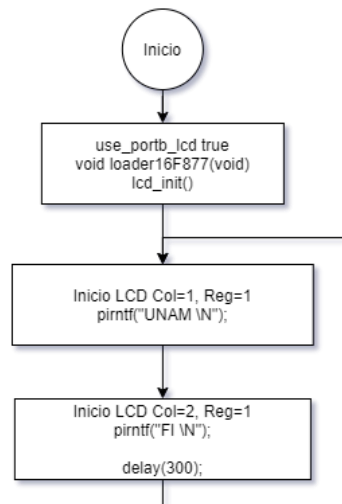 Inicio
use_portb_lcd true
void loader16F877(void)
lcd_init()
Inicio LCD Col=1, Reg=1
pirntf("UNAM \N");
Inicio LCD Col=2, Reg=1
pirntf("FI \N");
delay(300);